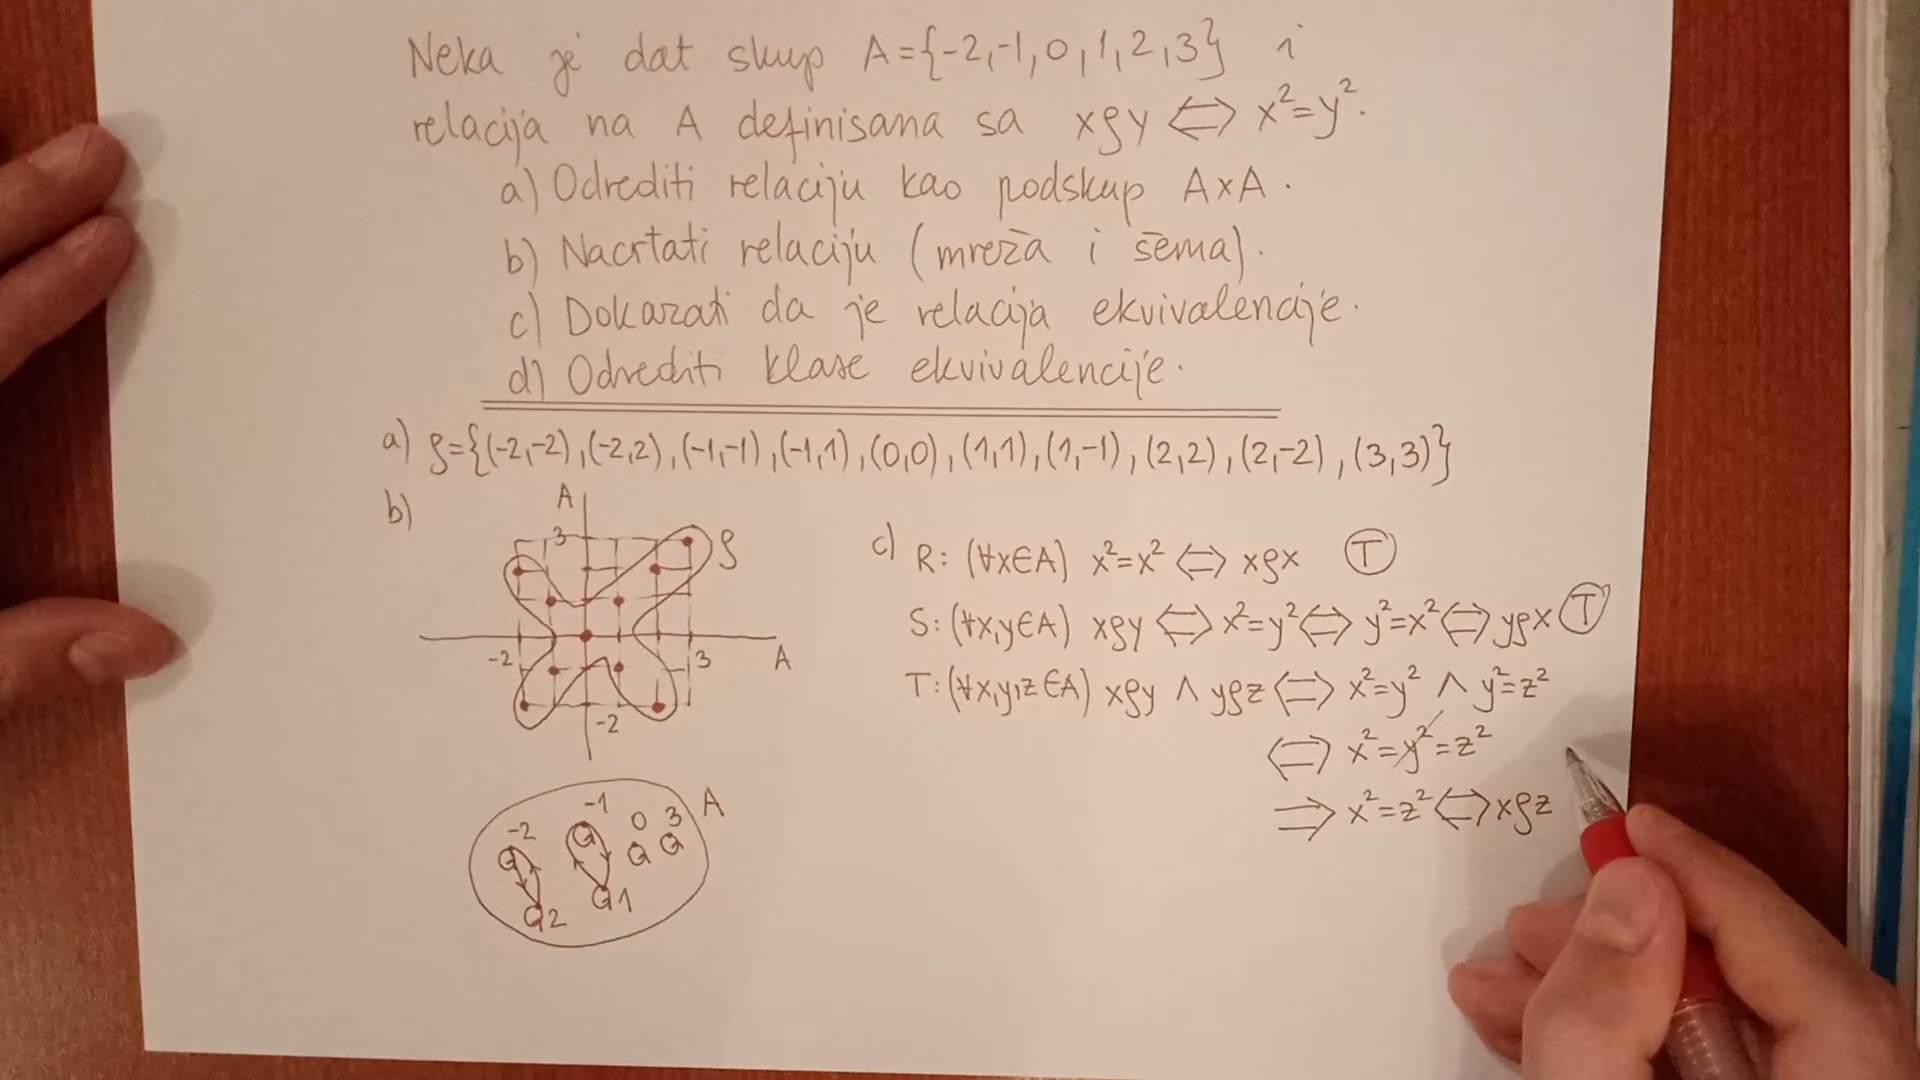 Neka je dat skup A={-2,-1,0,1,2,3} i
relacija na A definisana sa xρy ⇔ x²=y².
a) Odrediti relaciju kao podskup A×A.
b) Nacrtati relaciju (mreža i šema).
c) Dokazati da je relacija ekvivalencije.
d) Odrediti klase ekvivalencije.
a) ρ={(-2,-2),(-2,2),(-1,-1),(-1,1),(0,0),(1,1),(1,-1),(2,2),(2,-2),(3,3)}
b)
A
3
ρ
-2
3
A
-2
-2
-1
0
3
A
2
1
c) R: (∀x∈A) x²=x² ⇔ xρx Ⓣ
S: (∀x,y∈A) xρy ⇔ x²=y² ⇔ y²=x² ⇔ yρx Ⓣ
T: (∀x,y,z∈A) xρy ∧ yρz ⇔ x²=y² ∧ y²=z²
⇔ x²=y²=z²
⇒ x²=z² ⇔ xρz